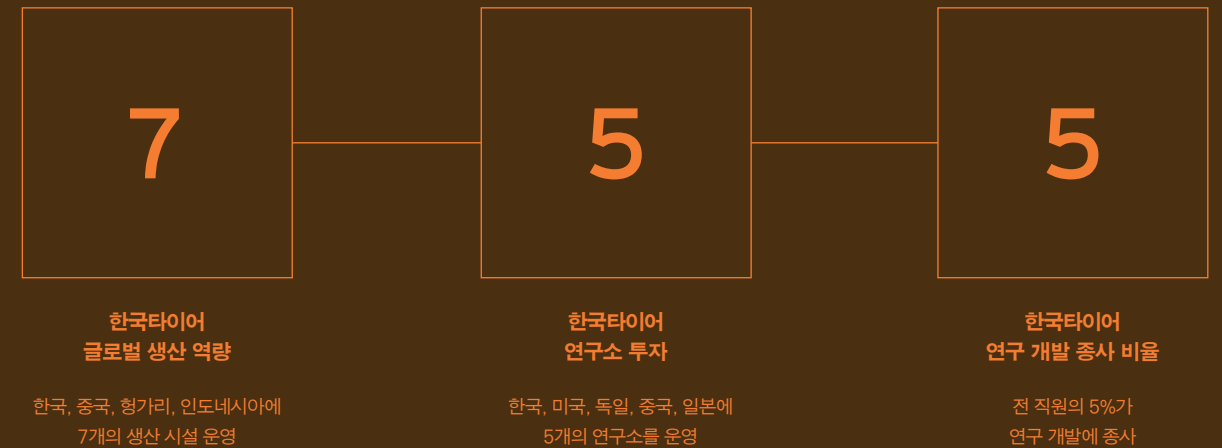 7
한국타이어
글로벌 생산 역량
한국, 중국, 헝가리, 인도네시아에
7개의 생산 시설 운영
5
한국타이어
연구소 투자
한국, 미국, 독일, 중국, 일본에
5개의 연구소를 운영
5
한국타이어
연구 개발 종사 비율
전 직원의 5%가
연구 개발에 종사